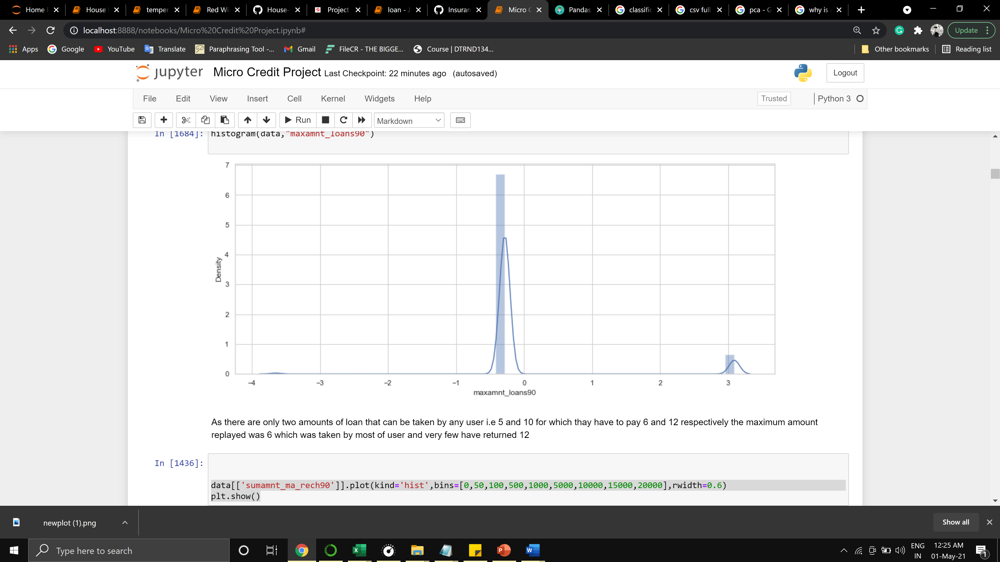 Home
House
temper
Red Wi
House-
Project
loan - J
Insuran
Micro
Pandas
classific
csv full
pca - G
why is
localhost:8888/notebooks/Micro%20Credit%20Project.ipynb#
Update
Apps
Google
YouTube
Translate
Paraphrasing Tool -...
Gmail
FileCR - THE BIGGE...
Course | DTRND134...
Other bookmarks
Reading list
jupyter Micro Credit Project Last Checkpoint: 22 minutes ago (autosaved)
Logout
File Edit View Insert Cell Kernel Widgets Help
Trusted
Python 3
Run
Markdown
In [1684]: histogram(data,"maxamnt_loans90")
7
6
5
4
3
2
1
0
Density
−4 −3 −2 −1 0 1 2 3
maxamnt_loans90
As there are only two amounts of loan that can be taken by any user i.e 5 and 10 for which thay have to pay 6 and 12 respectively the maximum amount
replayed was 6 which was taken by most of user and very few have returned 12
In [1436]:
data[['sumamnt_ma_rech90']].plot(kind='hist',bins=[0,50,100,500,1000,5000,10000,15000,20000],rwidth=0.6)
plt.show()
newplot (1).png
Show all
Type here to search
ENG
IN
12:25 AM
01-May-21
1